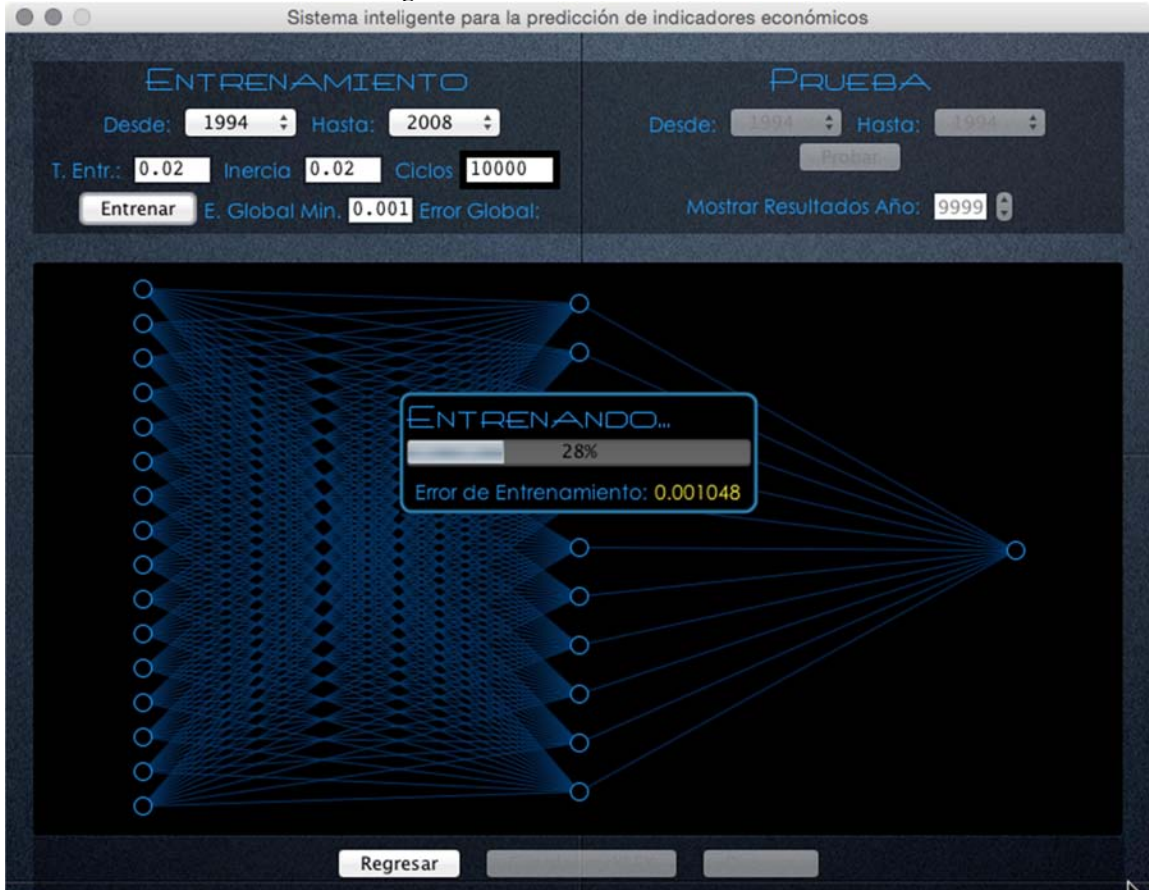 Sistema inteligente para la predicción de indicadores económicos
ENTRENAMIENTO
Desde: 1994 Hasta: 2008
T. Entr.: 0.02 Inercia 0.02 Ciclos 10000
Entrenar E. Global Min. 0.001 Error Global:
PRUEBA
Desde: 1994 Hasta: 1994
Probar
Mostrar Resultados Año: 9999
ENTRENANDO...
28%
Error de Entrenamiento: 0.001048
Regresar